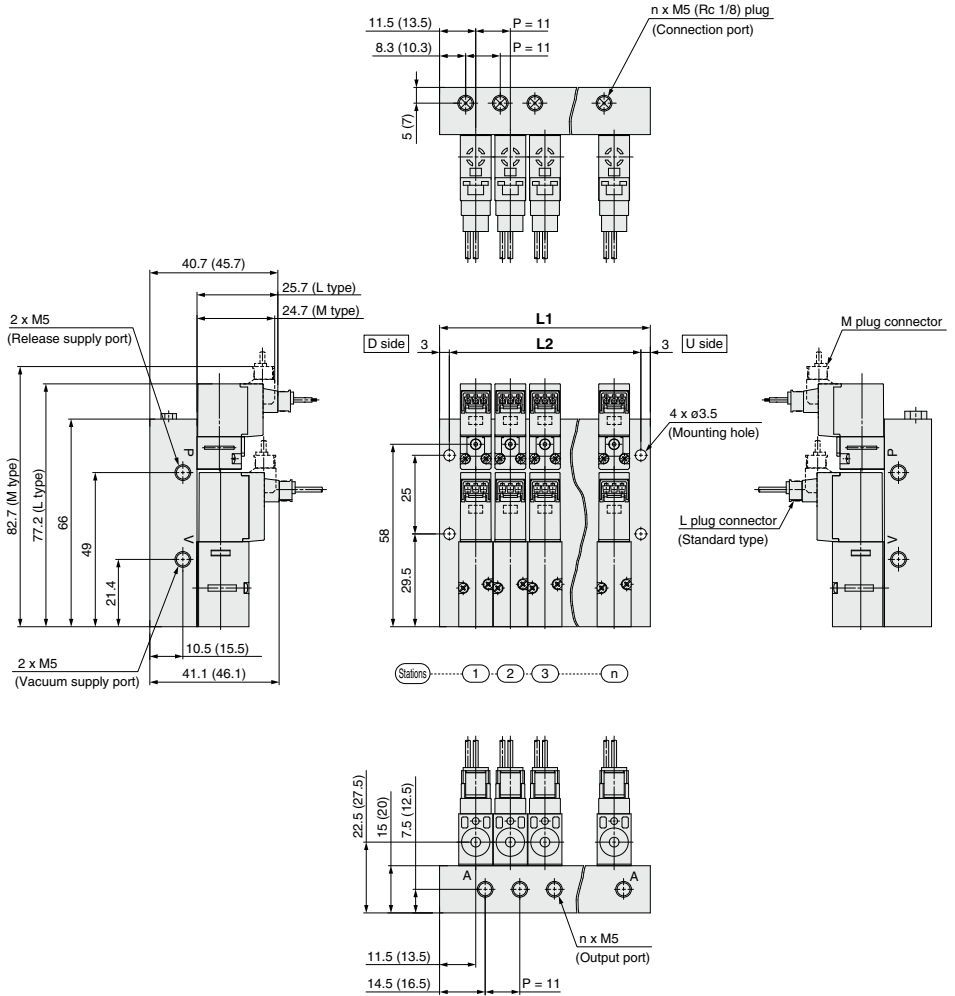 11.5 (13.5)
P = 11
n x M5 (Rc 1/8) plug
(Connection port)
8.3 (10.3)
P = 11
5 (7)
40.7 (45.7)
25.7 (L type)
24.7 (M type)
2 x M5
(Release supply port)
82.7 (M type)
77.2 (L type)
66
49
21.4
P
V
10.5 (15.5)
41.1 (46.1)
2 x M5
(Vacuum supply port)
L1
D side
3
L2
3
U side
4 x ø3.5
(Mounting hole)
58
25
29.5
Stations
1
2
3
n
M plug connector
P
L plug connector
(Standard type)
V
22.5 (27.5)
15 (20)
7.5 (12.5)
A
A
n x M5
(Output port)
11.5 (13.5)
14.5 (16.5)
P = 11